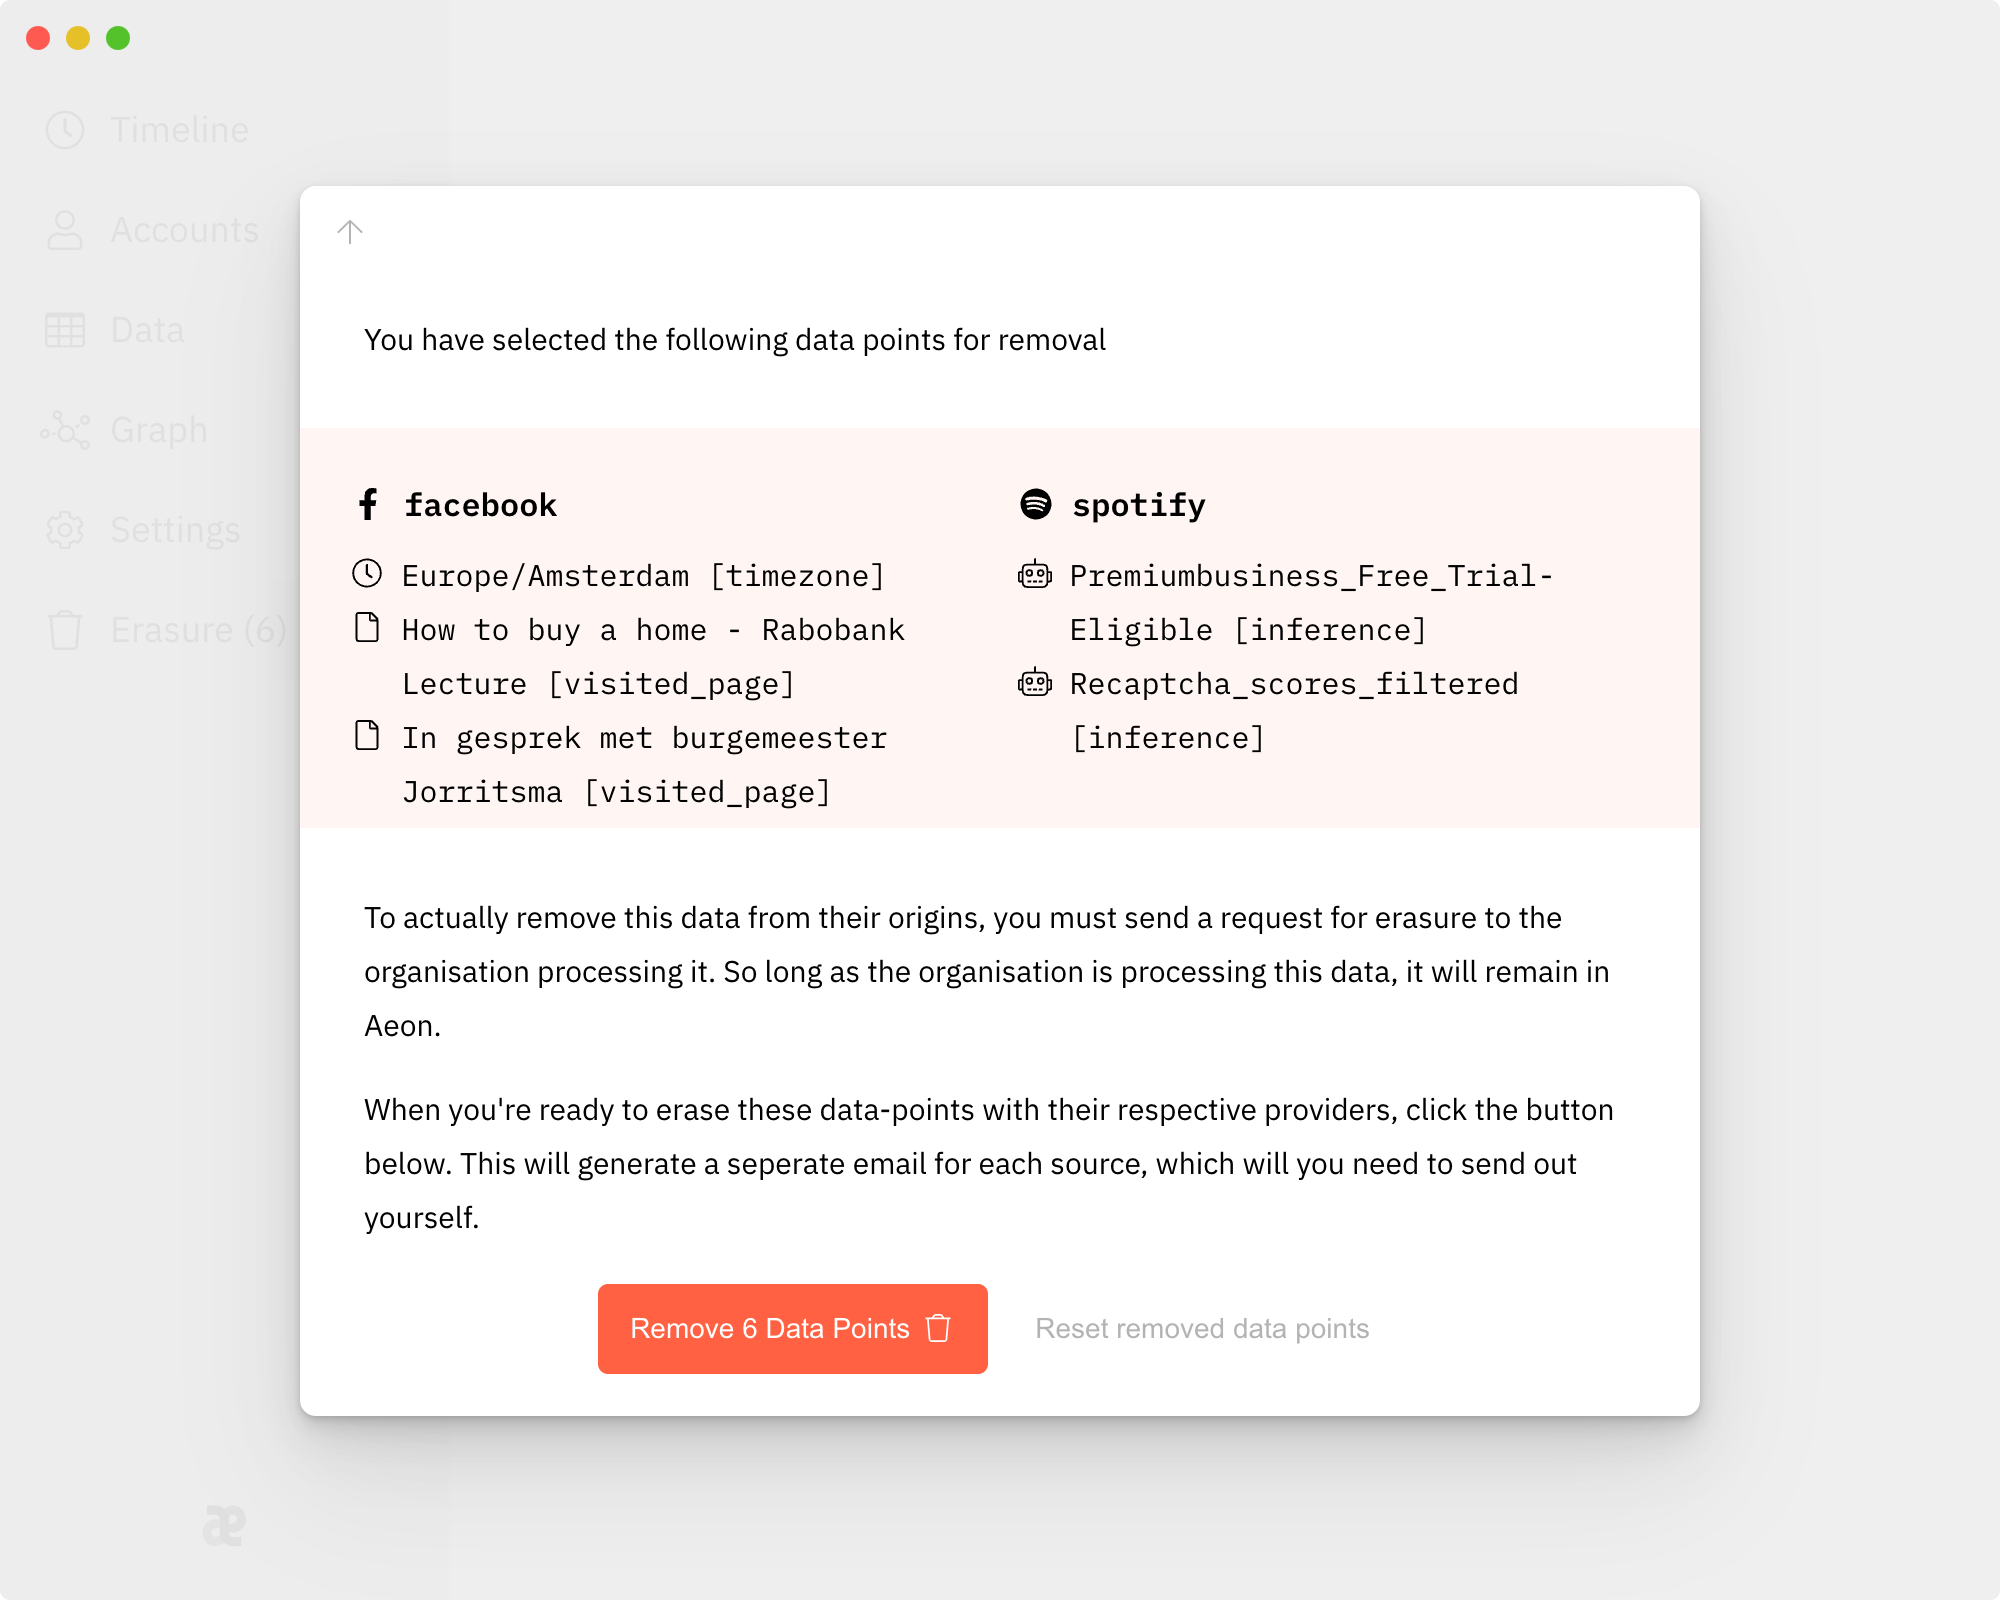 Timeline
Accounts
Data
Graph
Settings
Erasure (6)
You have selected the following data points for removal
facebook
Europe/Amsterdam [timezone]
How to buy a home - Rabobank
Lecture [visited_page]
In gesprek met burgemeester
Jorritsma [visited_page]
spotify
Premiumbusiness_Free_Trial-
Eligible [inference]
Recaptcha_scores_filtered
[inference]
To actually remove this data from their origins, you must send a request for erasure to the
organisation processing it. So long as the organisation is processing this data, it will remain in
Aeon.
When you're ready to erase these data-points with their respective providers, click the button
below. This will generate a seperate email for each source, which will you need to send out
yourself.
Remove 6 Data Points
Reset removed data points
æ